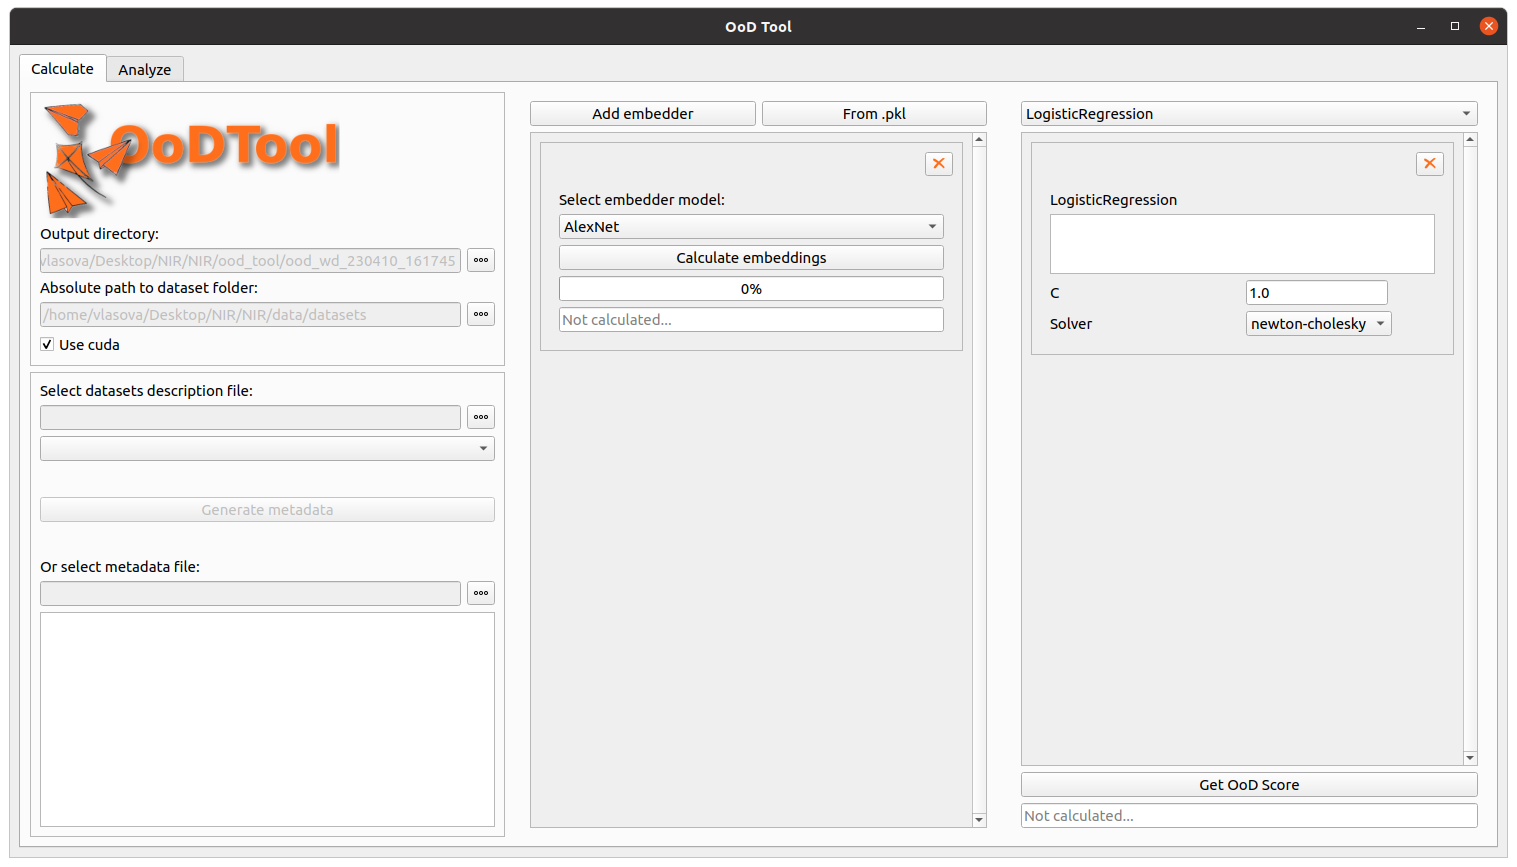 OoD Tool
Calculate
Analyze
OoDTool
Output directory:
vlasova/Desktop/NIR/NIR/ood_tool/ood_wd_230410_161745
Absolute path to dataset folder:
/home/vlasova/Desktop/NIR/NIR/data/datasets
Use cuda
Select datasets description file:
Generate metadata
Or select metadata file:
Add embedder
From .pkl
Select embedder model:
AlexNet
Calculate embeddings
0%
Not calculated...
LogisticRegression
LogisticRegression
C
1.0
Solver
newton-cholesky
Get OoD Score
Not calculated...